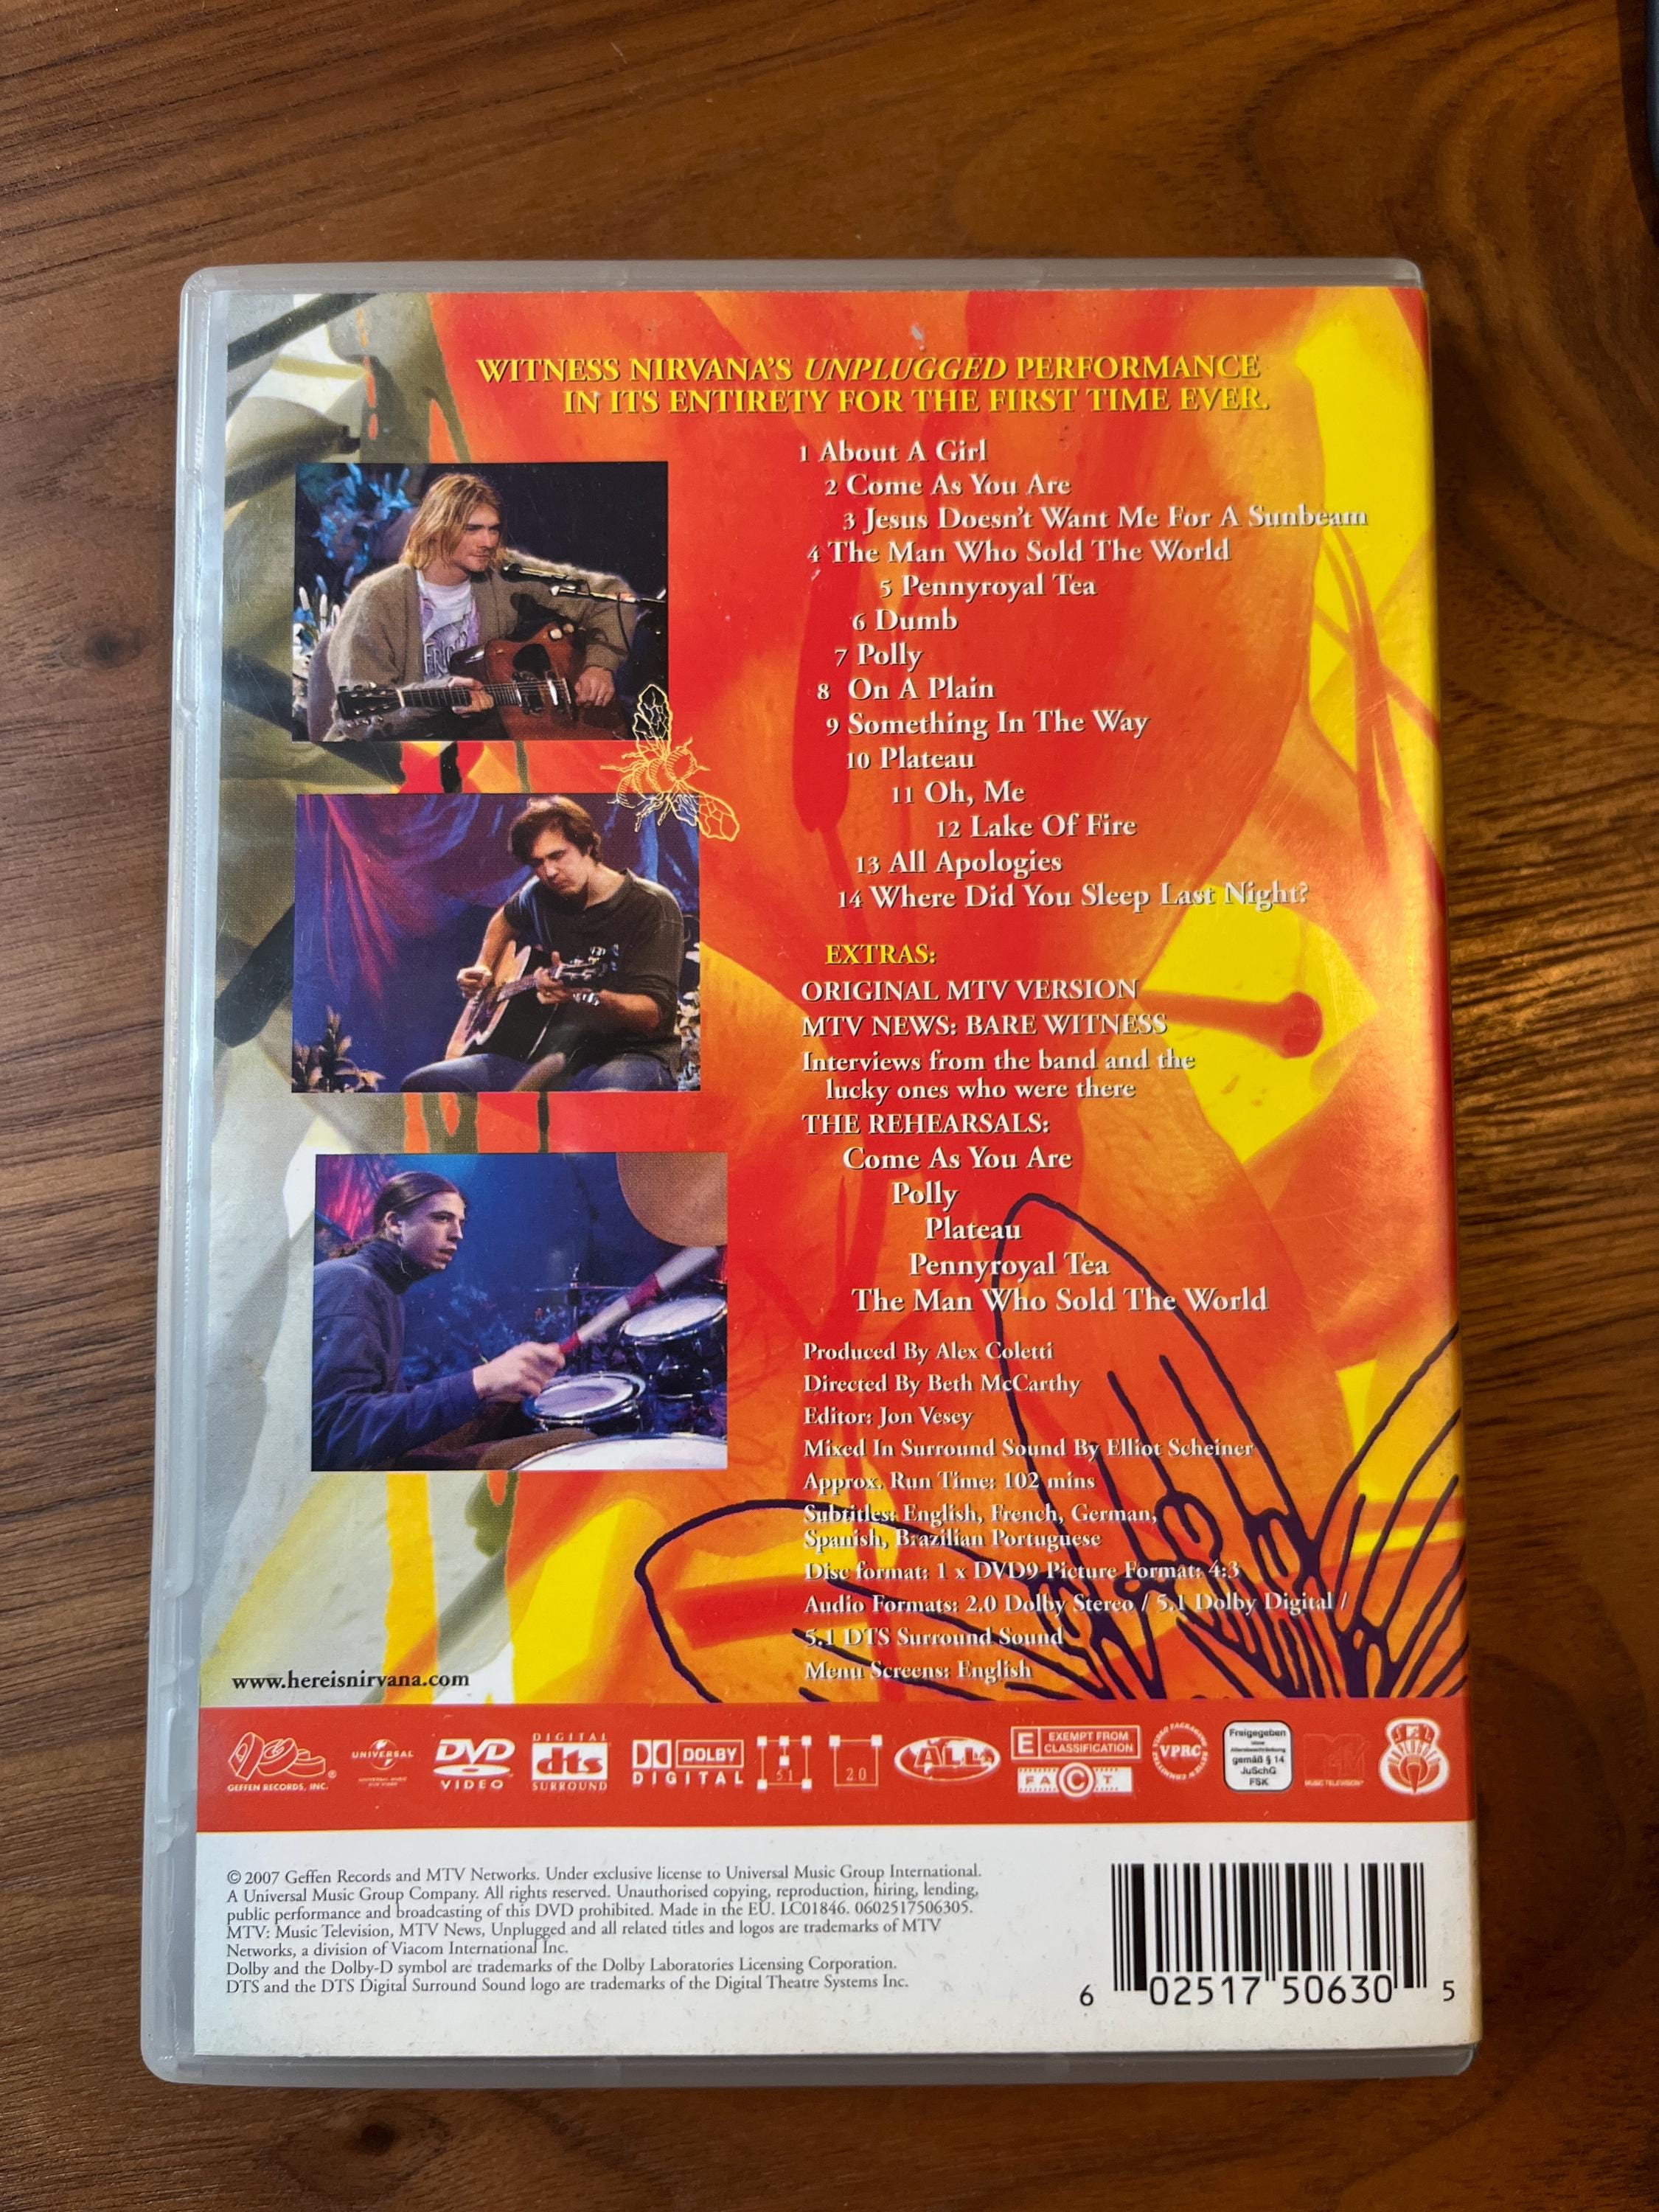 WITNESS NIRVANA'S UNPLUGGED PERFORMANCE
IN ITS ENTIRETY FOR THE FIRST TIME EVER.
1 About A Girl
2 Come As You Are
3 Jesus Doesn't Want Me For A Sunbeam
4 The Man Who Sold The World
5 Pennyroyal Tea
6 Dumb
7 Polly
8 On A Plain
9 Something In The Way
10 Plateau
11 Oh, Me
12 Lake Of Fire
13 All Apologies
14 Where Did You Sleep Last Night?
EXTRAS:
ORIGINAL MTV VERSION
MTV NEWS: BARE WITNESS
Interviews from the band and the
lucky ones who were there
THE REHEARSALS:
Come As You Are
Polly
Plateau
Pennyroyal Tea
The Man Who Sold The World
Produced By Alex Coletti
Directed By Beth McCarthy
Editor: Jon Vesey
Mixed In Surround Sound By Elliot Scheiner
Approx. Run Time: 102 mins
Subtitles: English, French, German,
Spanish, Brazilian Portuguese
Disc format: 1 x DVD9 Picture Format: 4:3
Audio Formats: 2.0 Dolby Stereo / 5.1 Dolby Digital /
5.1 DTS Surround Sound
Menu Screens: English
www.hereisnirvana.com
GEFFEN RECORDS, INC.
UNIVERSAL
DVD
VIDEO
DIGITAL
dts
SURROUND
DOLBY
DIGITAL
5.1
2.0
ALL
E EXEMPT FROM
CLASSIFICATION
FACT
VPRC
Freigegeben
ohne
Altersbeschränkung
gemäß § 14
JuSchG
FSK
MUSIC TELEVISION
© 2007 Geffen Records and MTV Networks. Under exclusive license to Universal Music Group International.
A Universal Music Group Company. All rights reserved. Unauthorised copying, reproduction, hiring, lending,
public performance and broadcasting of this DVD prohibited. Made in the EU. LC01846. 0602517506305.
MTV: Music Television, MTV News, Unplugged and all related titles and logos are trademarks of MTV
Networks, a division of Viacom International Inc.
Dolby and the Dolby-D symbol are trademarks of the Dolby Laboratories Licensing Corporation.
DTS and the DTS Digital Surround Sound logo are trademarks of the Digital Theatre Systems Inc.
6 02517 50630 5